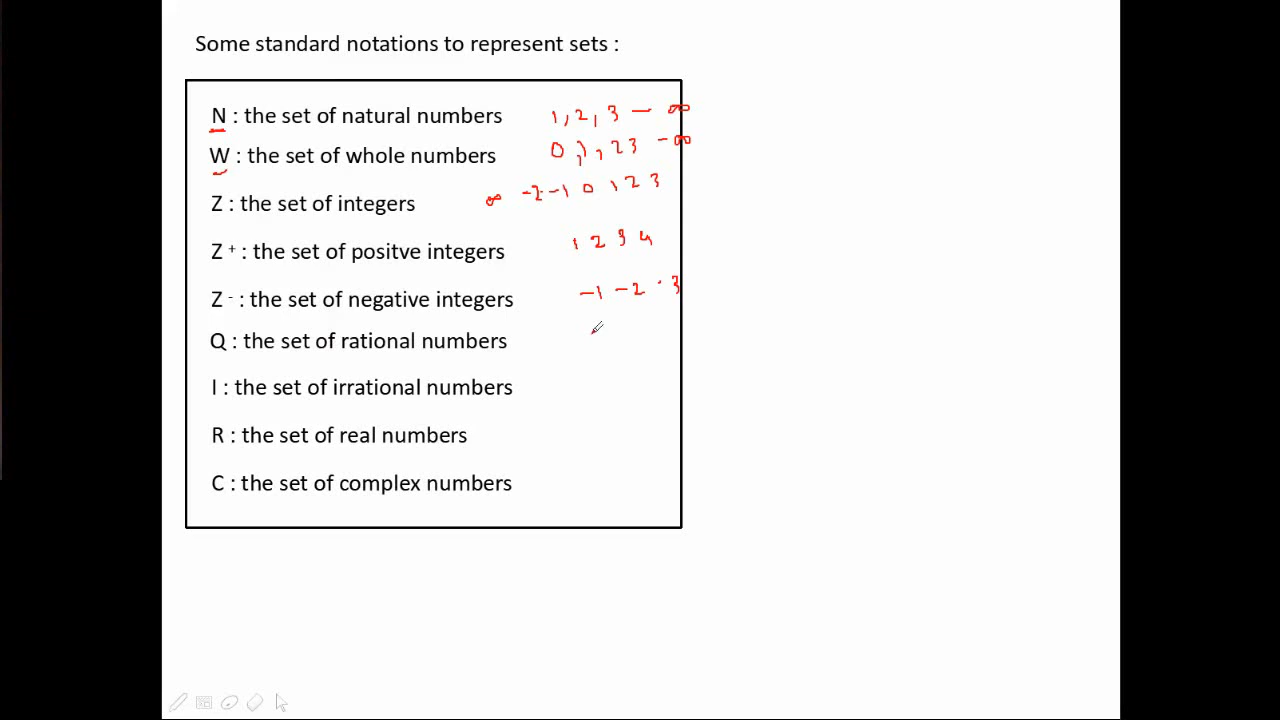 Some standard notations to represent sets :
N : the set of natural numbers 1, 2, 3 — ∞
W : the set of whole numbers 0, 1, 2 3 - ∞
Z : the set of integers ∞ -2 -1 0 1 2 3
Z + : the set of positve integers 1 2 3 4
Z - : the set of negative integers -1 -2 -3
Q : the set of rational numbers
I : the set of irrational numbers
R : the set of real numbers
C : the set of complex numbers